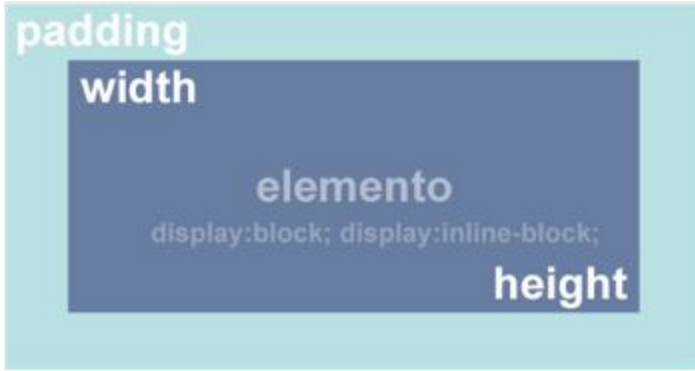 padding
width
elemento
display:block; display:inline-block;
height